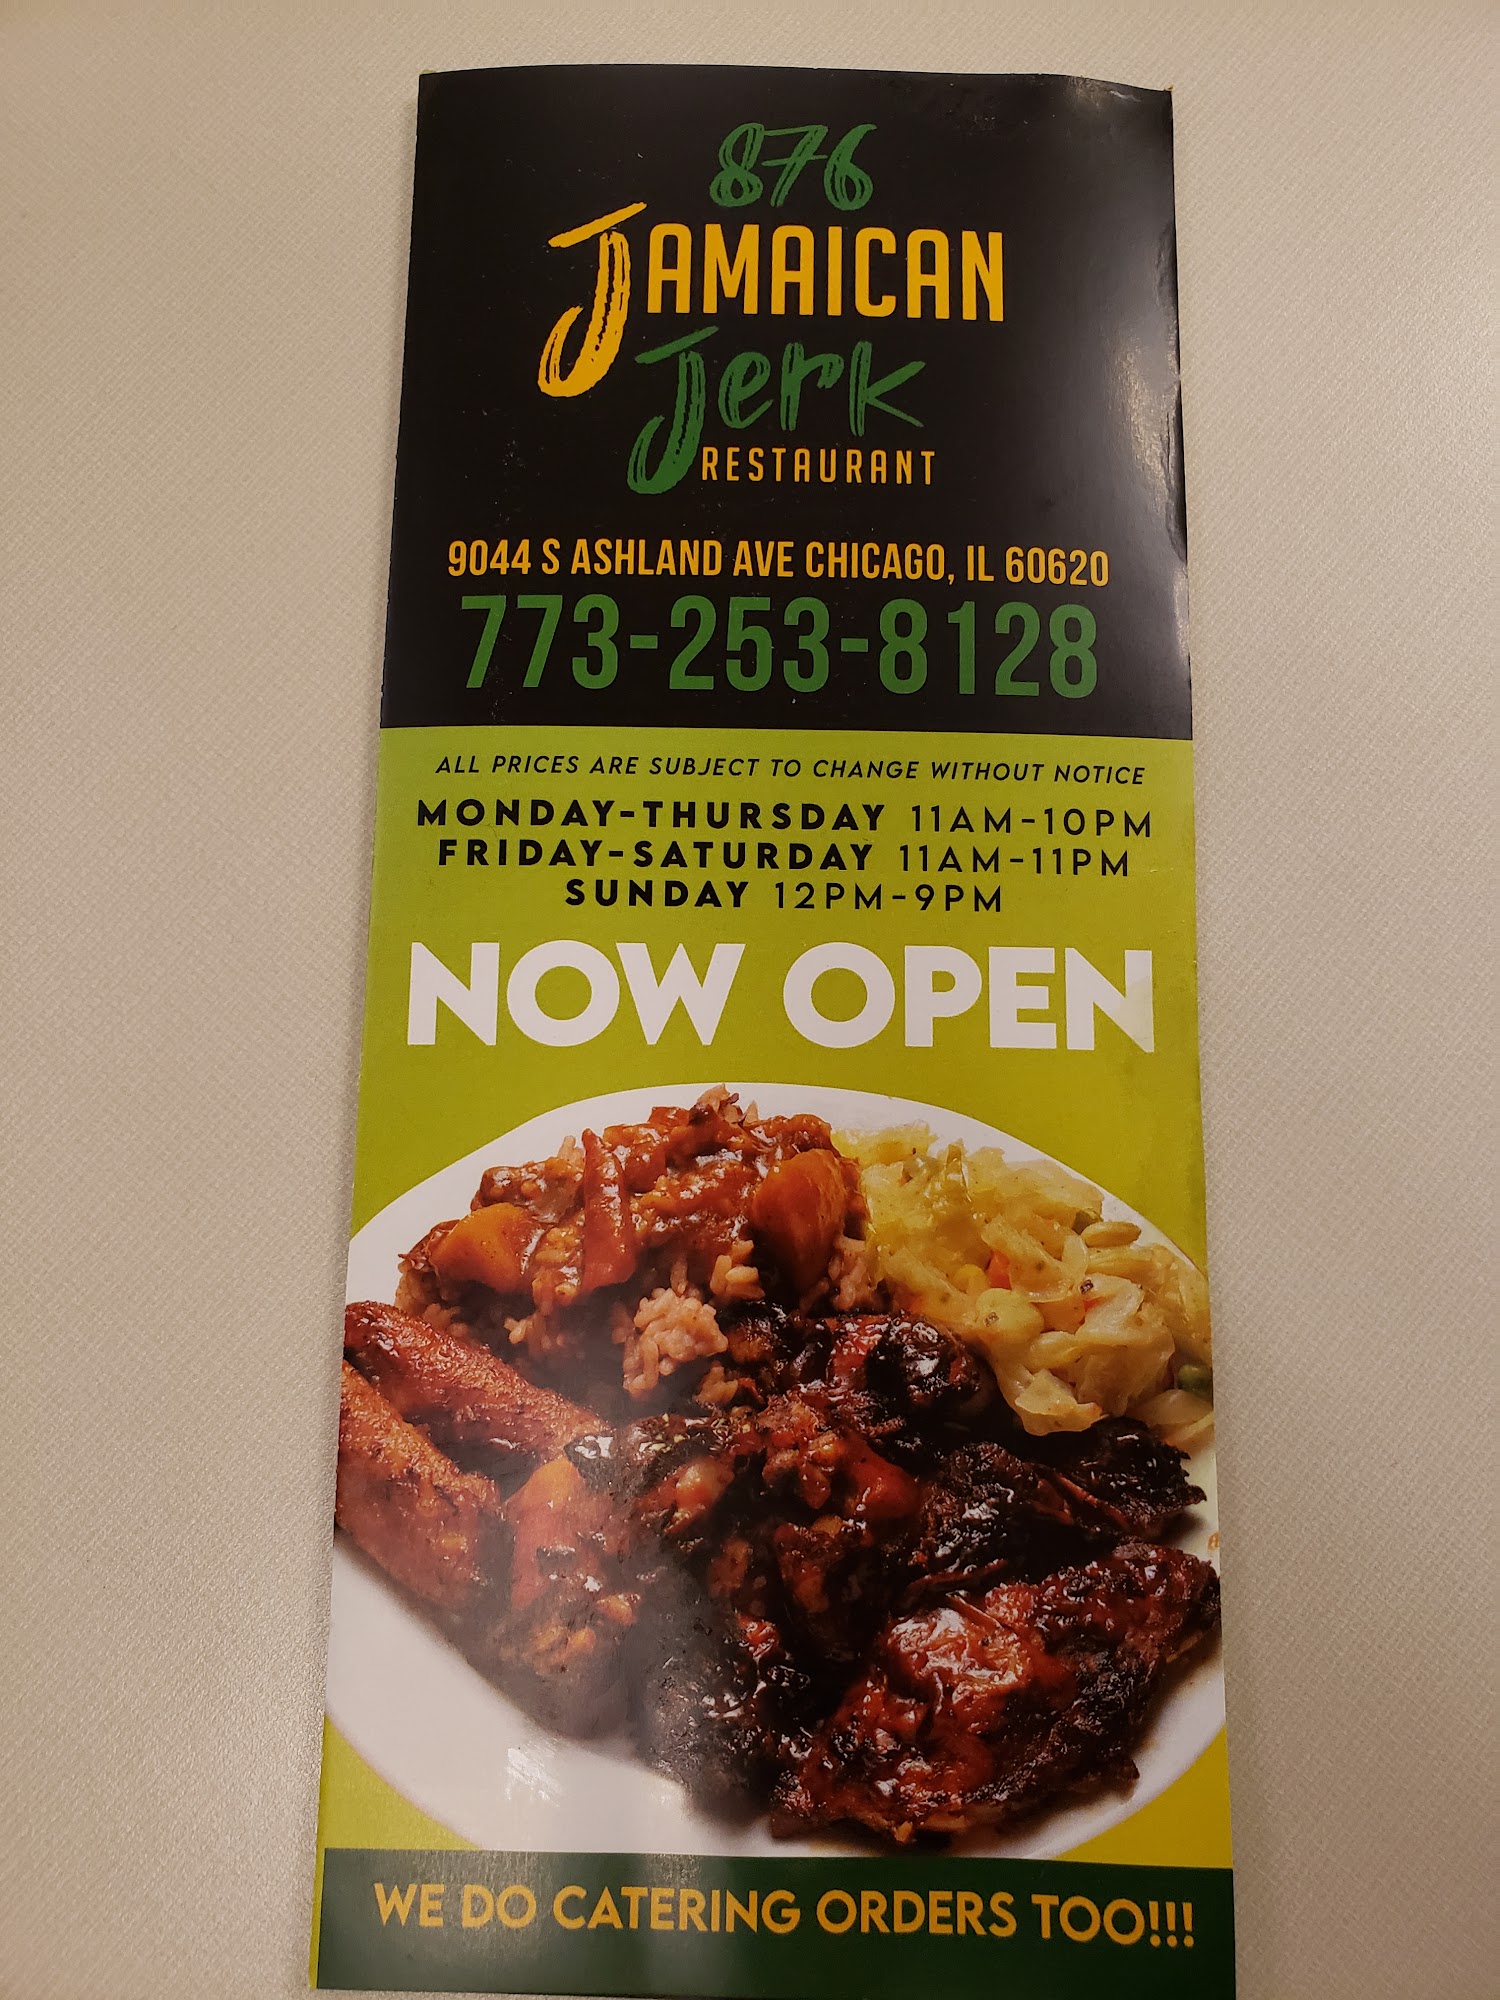 876
JAMAICAN
Jerk
RESTAURANT
9044 S ASHLAND AVE CHICAGO, IL 60620
773-253-8128
ALL PRICES ARE SUBJECT TO CHANGE WITHOUT NOTICE
MONDAY-THURSDAY 11AM-10PM
FRIDAY-SATURDAY 11AM-11PM
SUNDAY 12PM-9PM
NOW OPEN
WE DO CATERING ORDERS TOO!!!